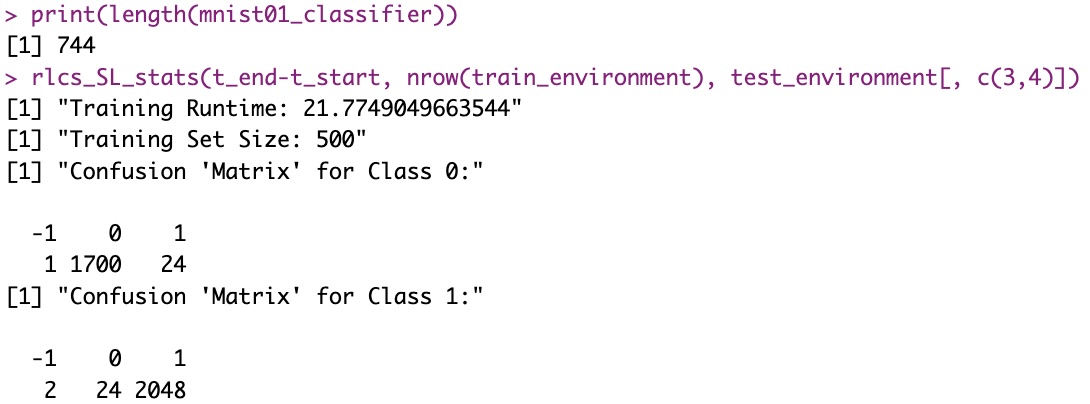 > print(length(mnist01_classifier))
[1] 744
> rlcs_SL_stats(t_end-t_start, nrow(train_environment), test_environment[, c(3,4)])
[1] "Training Runtime: 21.7749049663544"
[1] "Training Set Size: 500"
[1] "Confusion 'Matrix' for Class 0:"
-1 0 1
1 1700 24
[1] "Confusion 'Matrix' for Class 1:"
-1 0 1
2 24 2048